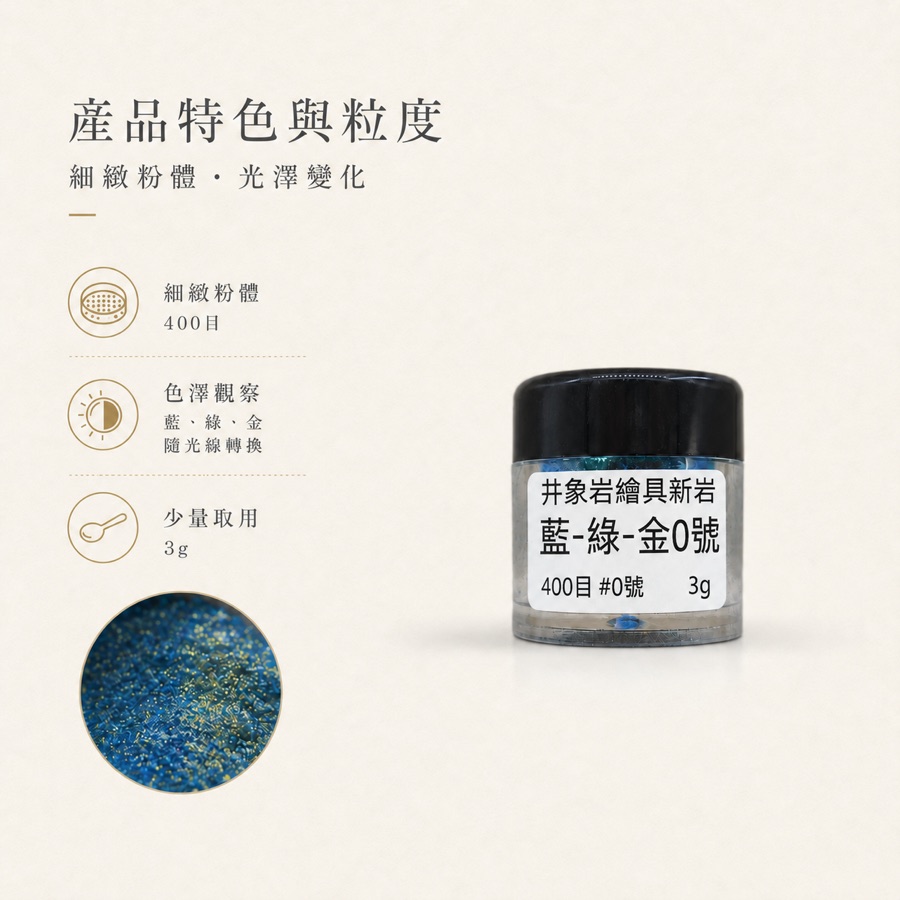 産品特色與粒度
細緻粉體・光澤變化
細緻粉體
400目
色澤觀察
藍、綠、金
隨光線轉換
少量取用
3g
井象岩繪具新岩
藍-綠-金0號
400目 #0號 3g